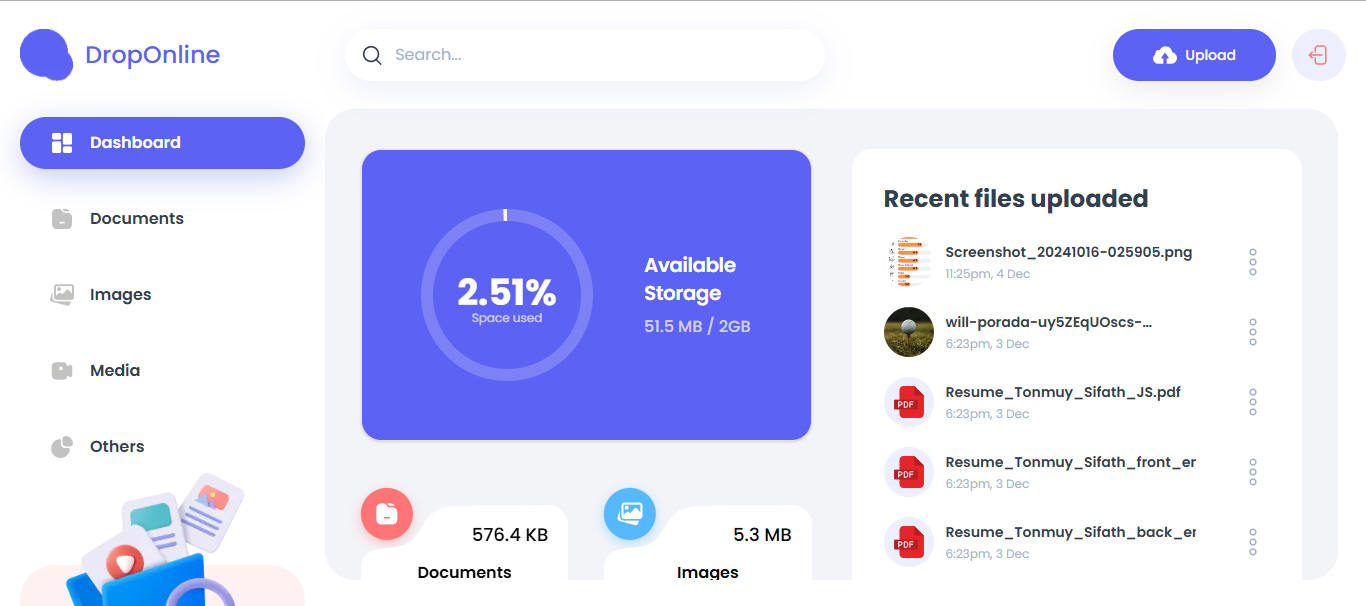 DropOnline
Search...
Upload
Dashboard
Documents
Images
Media
Others
2.51%
Space used
Available
Storage
51.5 MB / 2GB
576.4 KB
Documents
5.3 MB
Images
Recent files uploaded
Screenshot_20241016-025905.png
11:25pm, 4 Dec
will-porada-uy5ZEqUOscs-...
6:23pm, 3 Dec
PDF
Resume_Tonmuy_Sifath_JS.pdf
6:23pm, 3 Dec
PDF
Resume_Tonmuy_Sifath_front_er
6:23pm, 3 Dec
PDF
Resume_Tonmuy_Sifath_back_er
6:23pm, 3 Dec